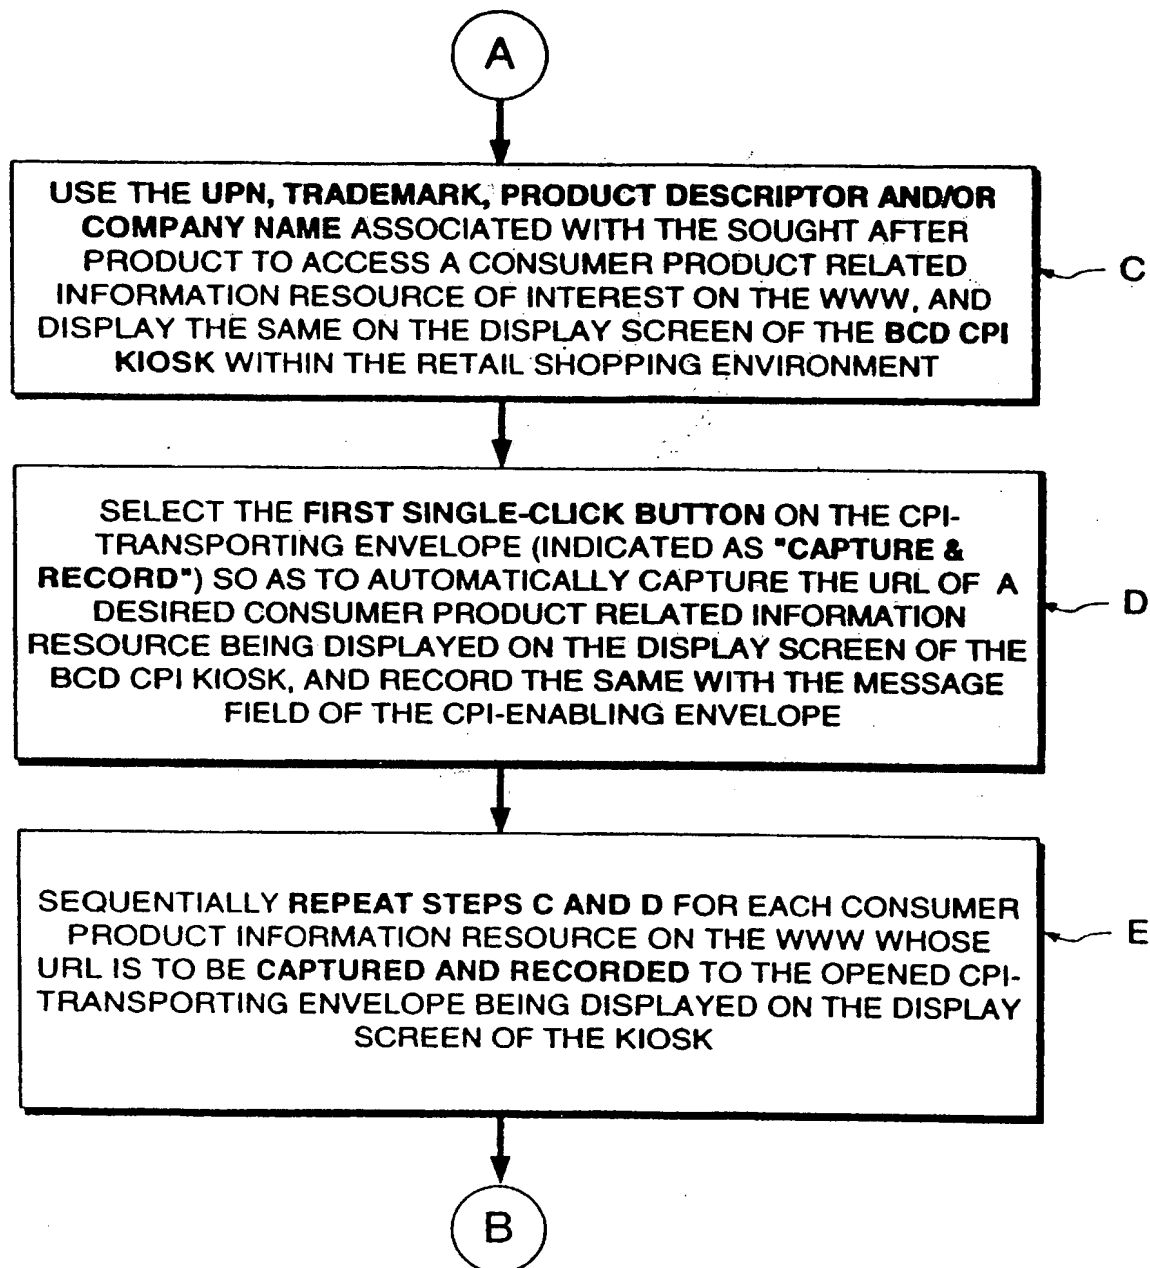 A
USE THE UPN, TRADEMARK, PRODUCT DESCRIPTOR AND/OR
COMPANY NAME ASSOCIATED WITH THE SOUGHT AFTER
PRODUCT TO ACCESS A CONSUMER PRODUCT RELATED
INFORMATION RESOURCE OF INTEREST ON THE WWW, AND
DISPLAY THE SAME ON THE DISPLAY SCREEN OF THE BCD CPI
KIOSK WITHIN THE RETAIL SHOPPING ENVIRONMENT
C
SELECT THE FIRST SINGLE-CLICK BUTTON ON THE CPI-
TRANSPORTING ENVELOPE (INDICATED AS "CAPTURE &
RECORD") SO AS TO AUTOMATICALLY CAPTURE THE URL OF A
DESIRED CONSUMER PRODUCT RELATED INFORMATION
RESOURCE BEING DISPLAYED ON THE DISPLAY SCREEN OF THE
BCD CPI KIOSK, AND RECORD THE SAME WITH THE MESSAGE
FIELD OF THE CPI-ENABLING ENVELOPE
D
SEQUENTIALLY REPEAT STEPS C AND D FOR EACH CONSUMER
PRODUCT INFORMATION RESOURCE ON THE WWW WHOSE
URL IS TO BE CAPTURED AND RECORDED TO THE OPENED CPI-
TRANSPORTING ENVELOPE BEING DISPLAYED ON THE DISPLAY
SCREEN OF THE KIOSK
E
B